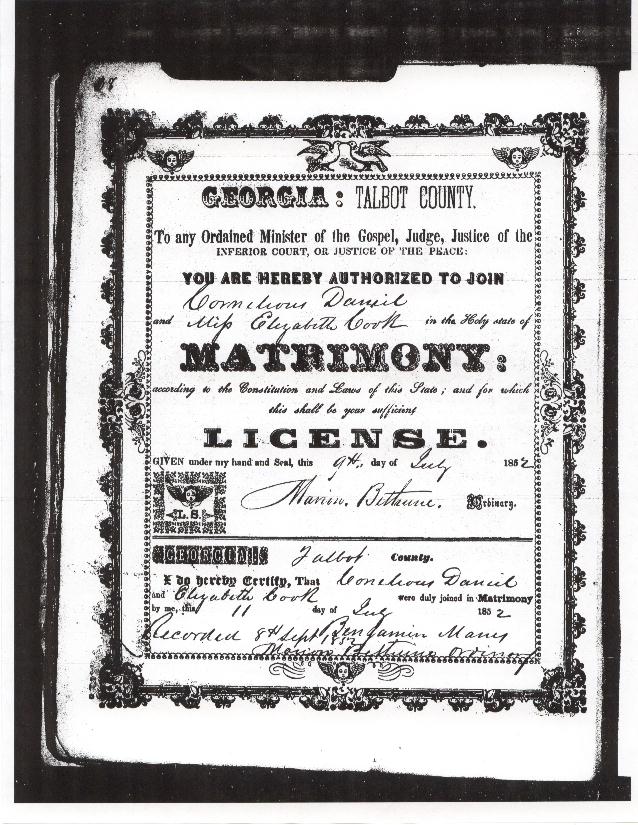 GEORGIA: TALBOT COUNTY.
To any Ordained Minister of the Gospel, Judge, Justice of the
INFERIOR COURT, OR JUSTICE OF THE PEACE:
YOU ARE HEREBY AUTHORIZED TO JOIN
Cornelious Daniel
and Miss Elizabeth Cook in the Holy state of
MATRIMONY:
according to the Constitution and Laws of this State; and for which
this shall be your sufficient
LICENSE.
GIVEN under my hand and Seal, this 9th day of July 1852
L. S.
Marion Bethune. Ordinary.
Talbot County.
I do hereby Certify, That Conelious Daniel
and Elizabeth Cook were duly joined in Matrimony
by me, this 11 day of July 1852
Benjamin
Recorded 8th Sept, 1852
Marion Bethune Ordinary